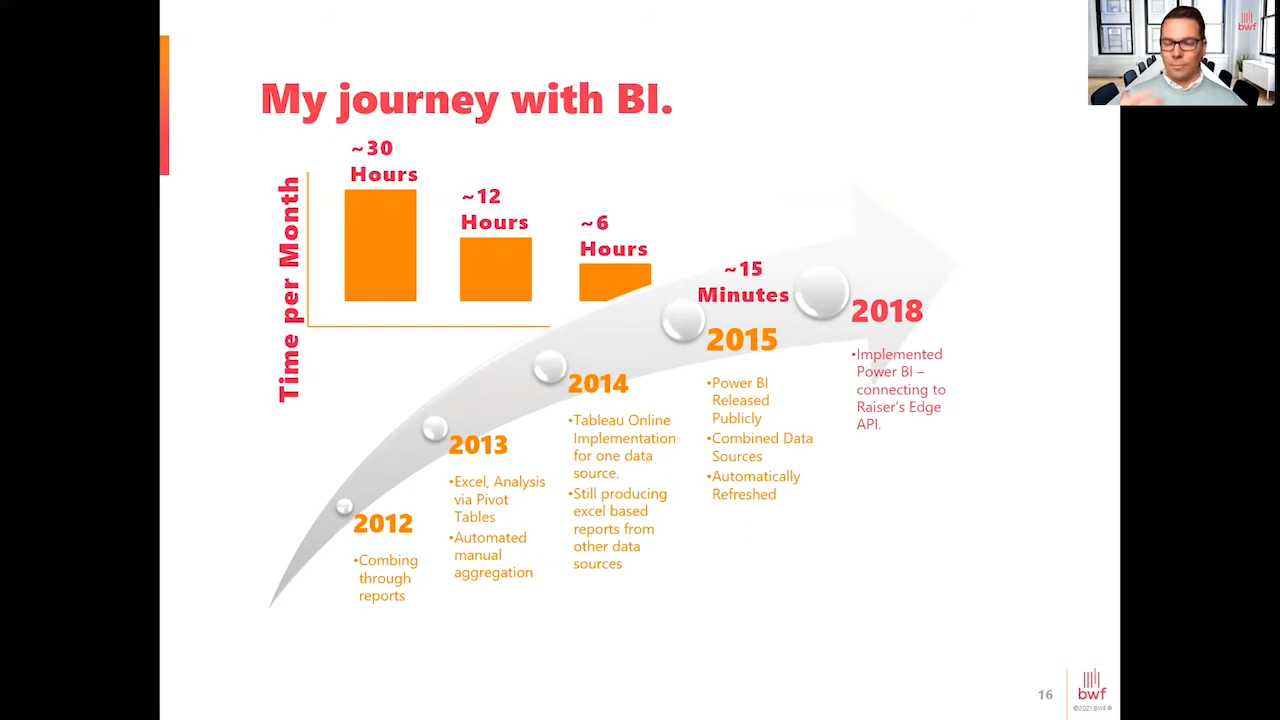 My journey with BI.
~30
Hours
~12
Hours
~6
Hours
~15
Minutes
Time per Month
2012
•Combing
through
reports
2013
•Excel, Analysis
via Pivot
Tables
•Automated
manual
aggregation
2014
•Tableau Online
Implementation
for one data
source.
•Still producing
excel based
reports from
other data
sources
2015
•Power BI
Released
Publicly
•Combined Data
Sources
•Automatically
Refreshed
2018
•Implemented
Power BI –
connecting to
Raiser's Edge
API.
16
bwf
©2021 BWF®
bwf